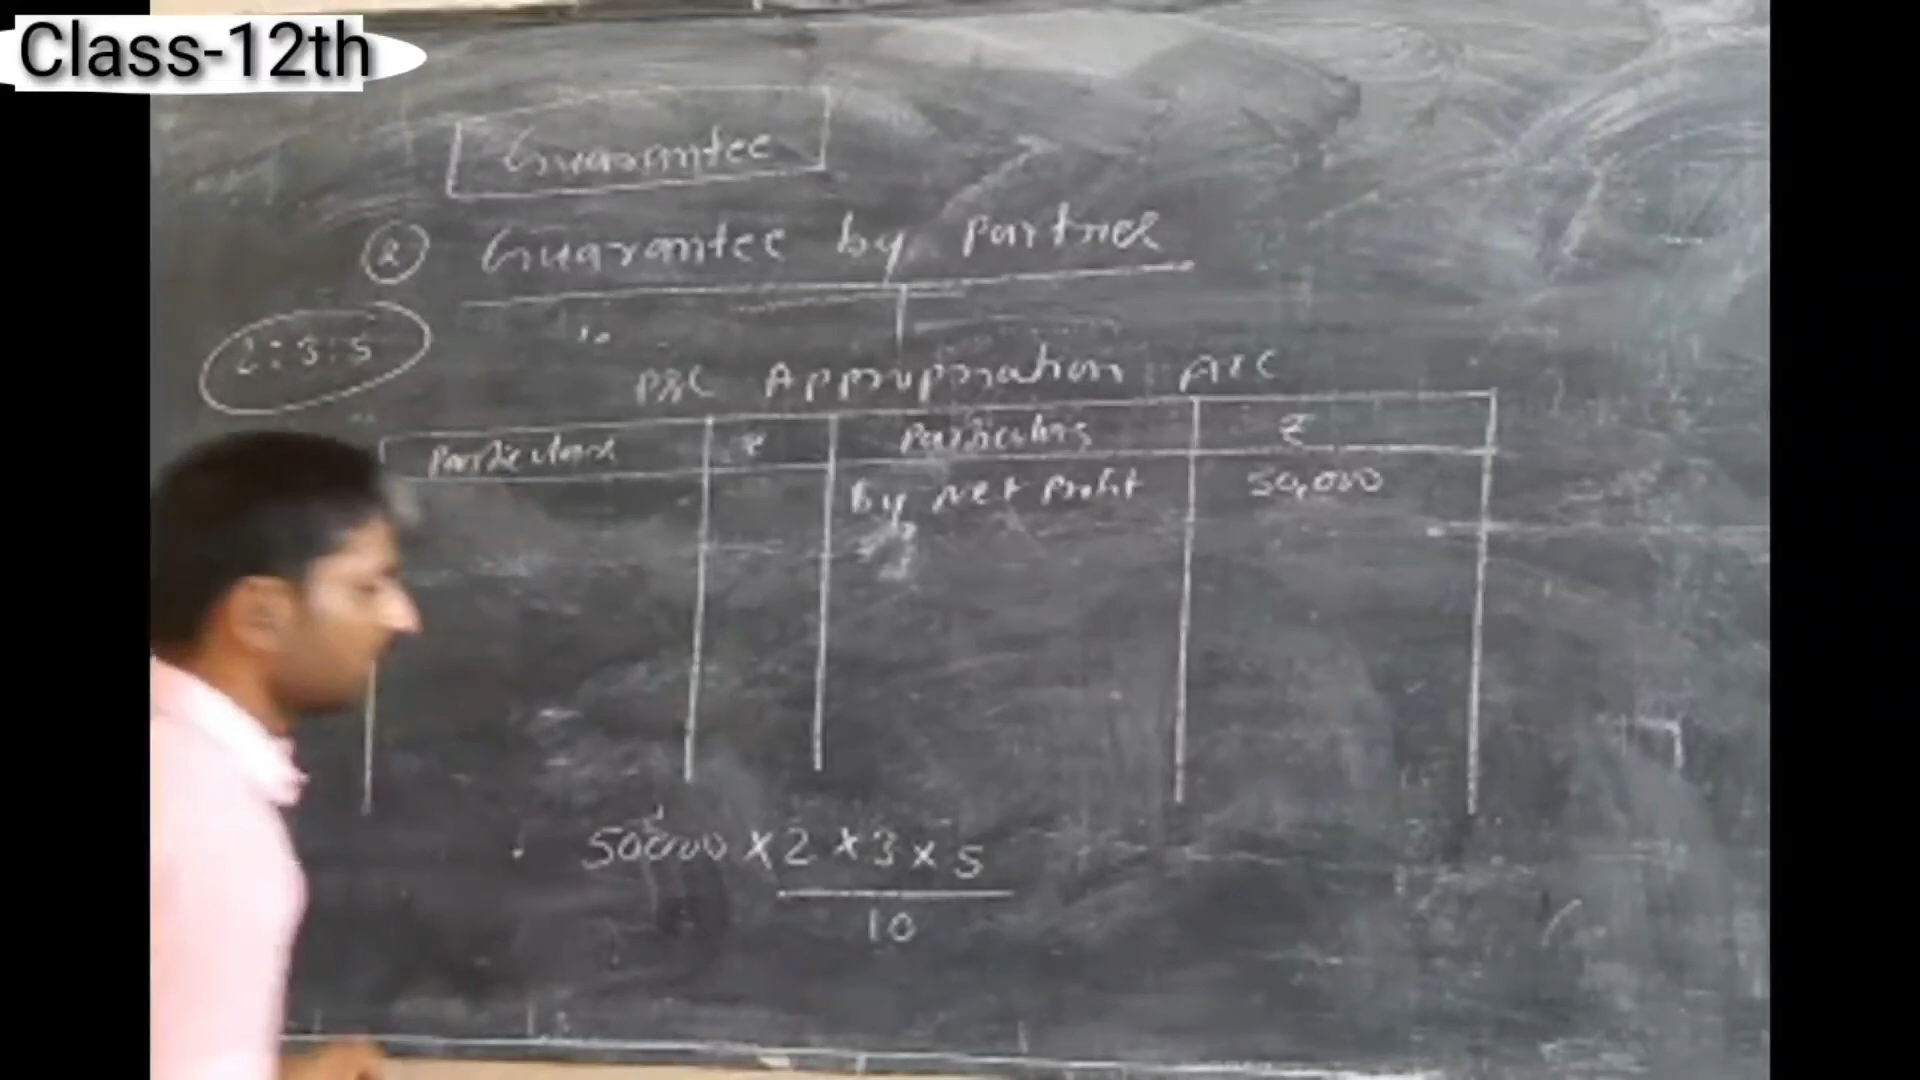 Class-12th
Guarantee
② Guarantee by Partner
2:3:5
P&L Appropriation A/C
Particulars ₹ Particulars ₹
By Net Profit 50,000
50000 × 2 × 3 × 5
10